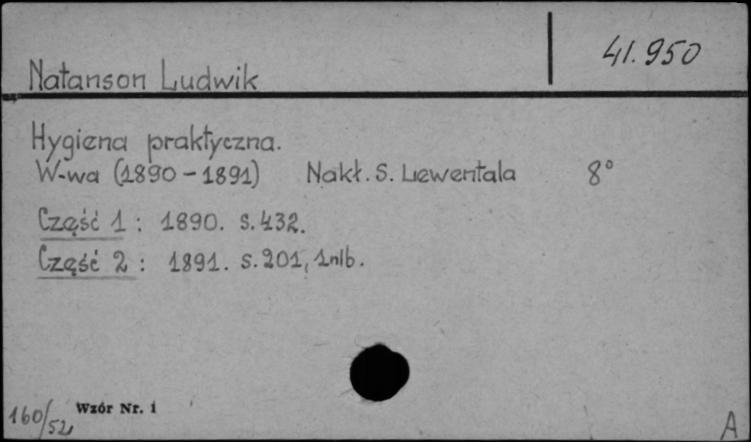 41.950
Natanson Ludwik
Hygiena praktyczna.
W-wa (1890-1891) Nakł. S. Lewentala 8°
Część 1: 1890. s. 432.
Część 2: 1891. s. 201, 1nlb.
160/52 Wzór Nr. 1
A